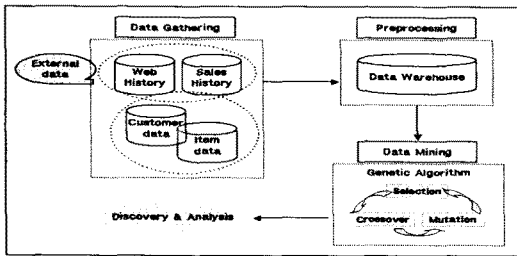 Data Gathering
External
data
Web
History
Sales
History
Customer
data
Item
data
Preprocessing
Data Warehouse
Data Mining
Genetic Algorithm
Selection
Crossover
Mutation
Discovery & Analysis